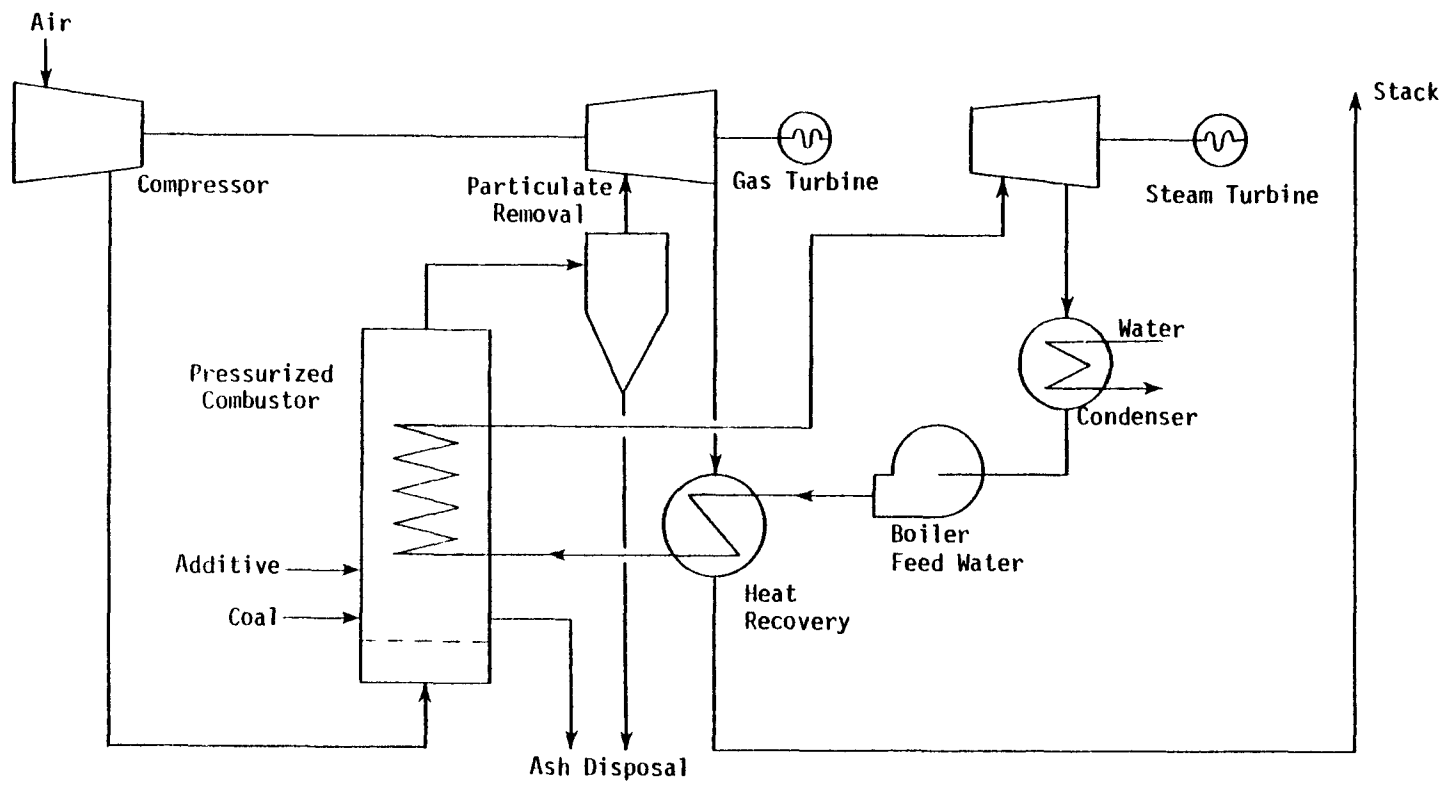 Air
Stack
Compressor
Particulate
Removal
Gas Turbine
Steam Turbine
Water
Condenser
Pressurized
Combustor
Boiler
Feed Water
Additive
Coal
Heat
Recovery
Ash Disposal